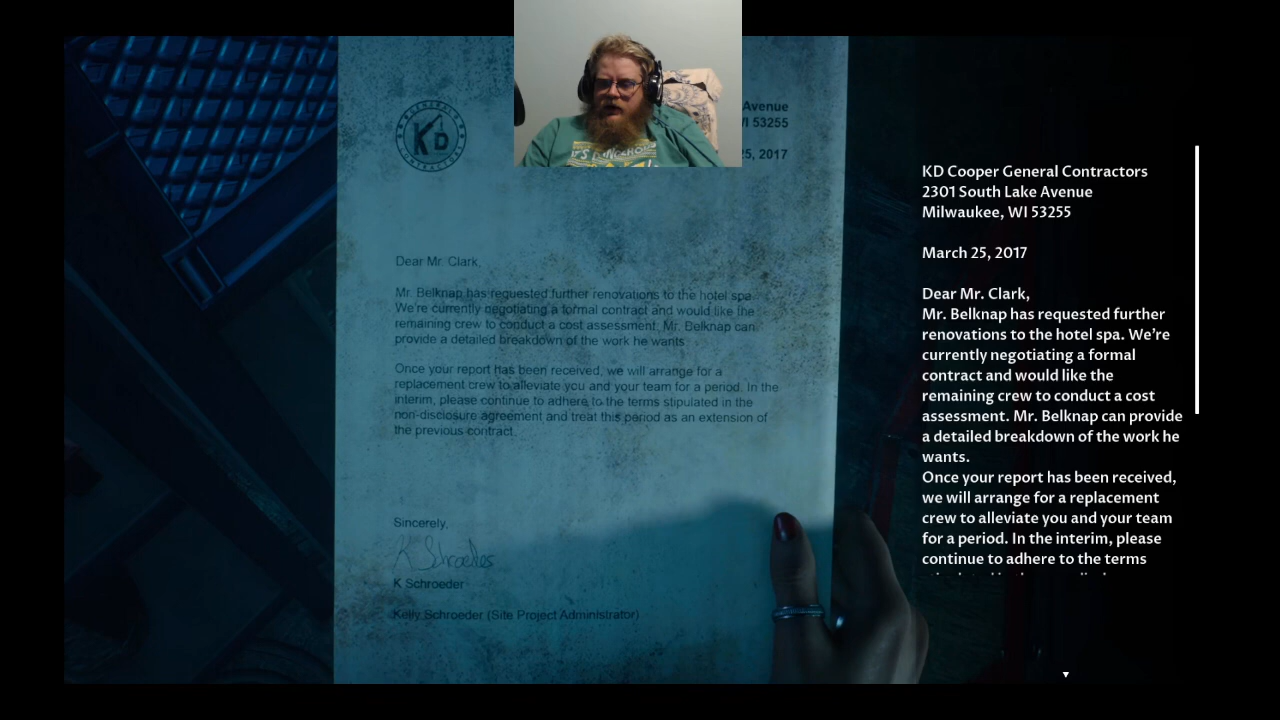 GENERAL
KD
CONTRACTORS
Avenue
WI 53255
25, 2017
Dear Mr. Clark,
Mr. Belknap has requested further renovations to the hotel spa.
We're currently negotiating a formal contract and would like the
remaining crew to conduct a cost assessment. Mr. Belknap can
provide a detailed breakdown of the work he wants.
Once your report has been received, we will arrange for a
replacement crew to alleviate you and your team for a period. In the
interim, please continue to adhere to the terms stipulated in the
non-disclosure agreement and treat this period as an extension of
the previous contract.
Sincerely,
K Schroeder
K Schroeder
Kelly Schroeder (Site Project Administrator)
KD Cooper General Contractors
2301 South Lake Avenue
Milwaukee, WI 53255
March 25, 2017
Dear Mr. Clark,
Mr. Belknap has requested further
renovations to the hotel spa. We're
currently negotiating a formal
contract and would like the
remaining crew to conduct a cost
assessment. Mr. Belknap can provide
a detailed breakdown of the work he
wants.
Once your report has been received,
we will arrange for a replacement
crew to alleviate you and your team
for a period. In the interim, please
continue to adhere to the terms